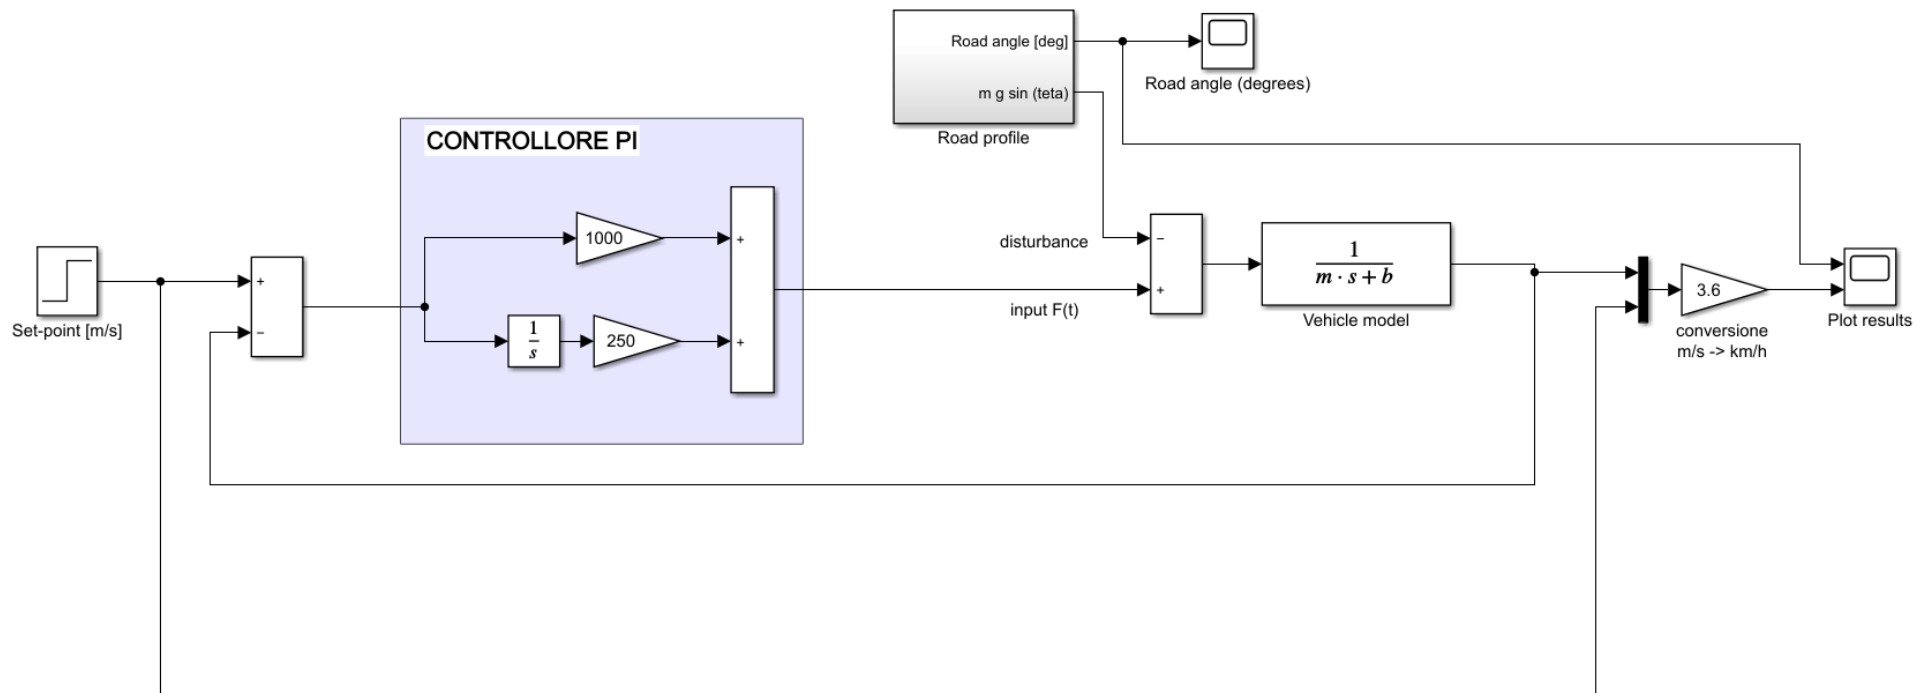 Road angle [deg]
m g sin (teta)
Road profile
Road angle (degrees)
CONTROLLORE PI
1000
+
1
s
250
+
Set-point [m/s]
+
−
disturbance
−
+
input F(t)
1
m · s + b
Vehicle model
3.6
conversione
m/s -> km/h
Plot results